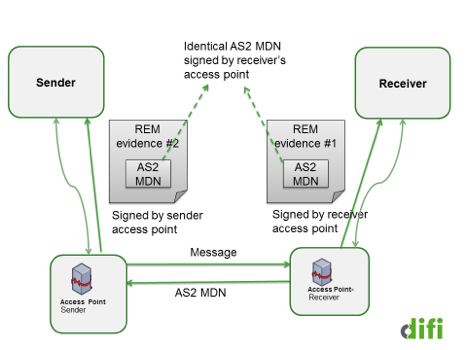 Identical AS2 MDN
signed by receiver's
access point
Sender
Receiver
REM
evidence #2
AS2
MDN
REM
evidence #1
AS2
MDN
Signed by sender
access point
Signed by receiver
access point
Message
AS2 MDN
Access Point
Sender
Access Point-
Receiver
difi